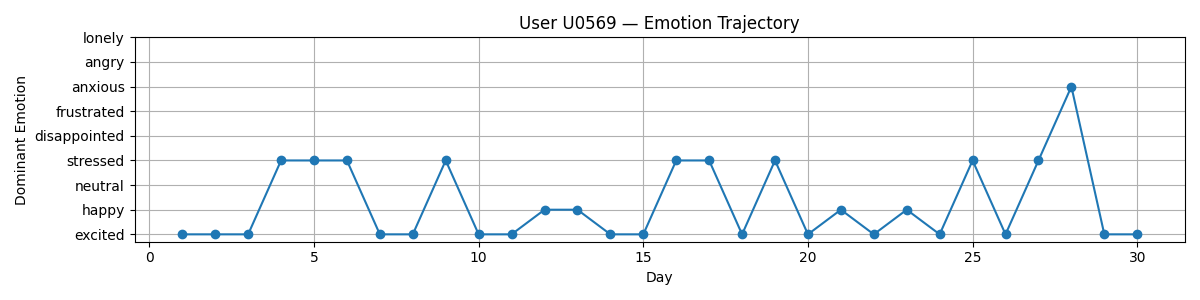 User U0569 — Emotion Trajectory
Dominant Emotion
lonely
angry
anxious
frustrated
disappointed
stressed
neutral
happy
excited
0 5 10 15 20 25 30
Day